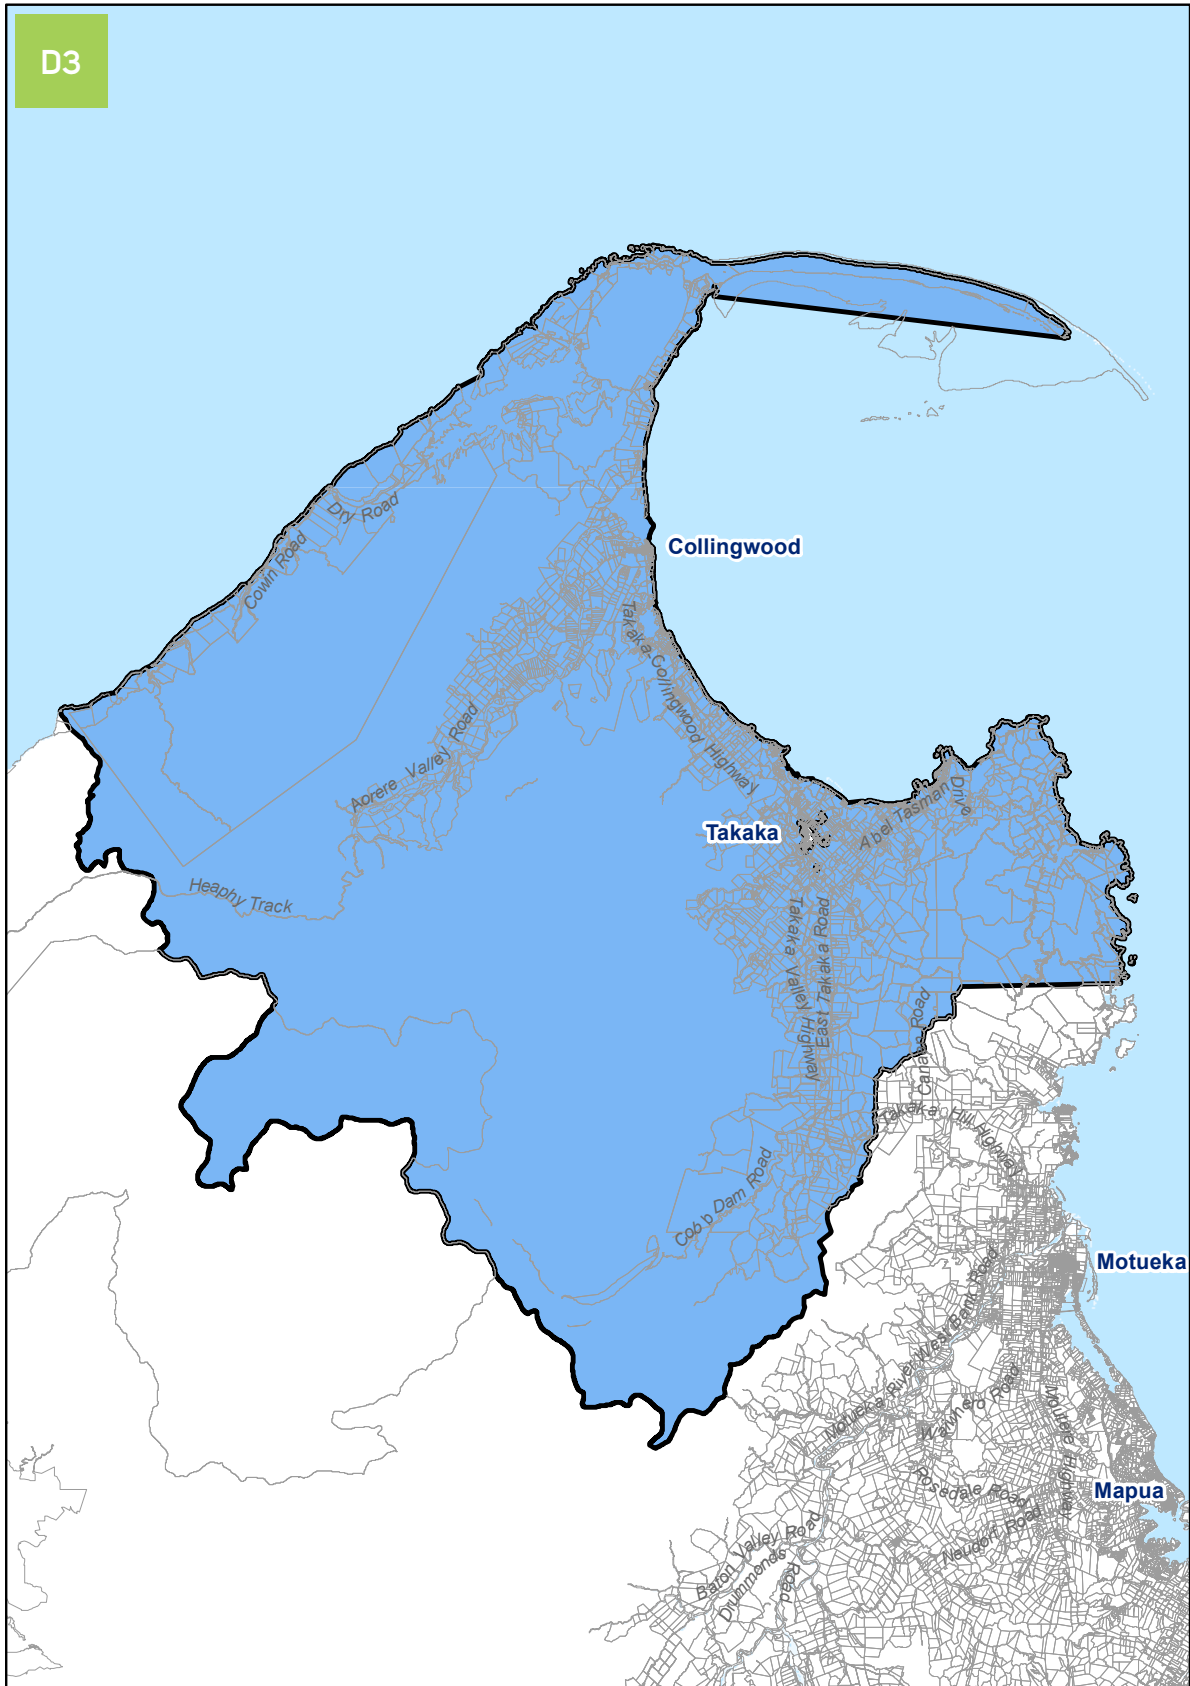 D3
Dry Road
Cowin Road
Collingwood
Takaka-Collingwood Highway
Aorere Valley Road
Takaka
Abel Tasman Drive
Heaphy Track
Takaka Valley Highway
East Takaka Road
Canaan Road
Takaka Hill Highway
Cobb Dam Road
Motueka
Motueka River West Bank Road
Waiwhero Road
Moutere Highway
Rosedale Road
Mapua
Neudorf Road
Baton Valley Road
Drummonds Road